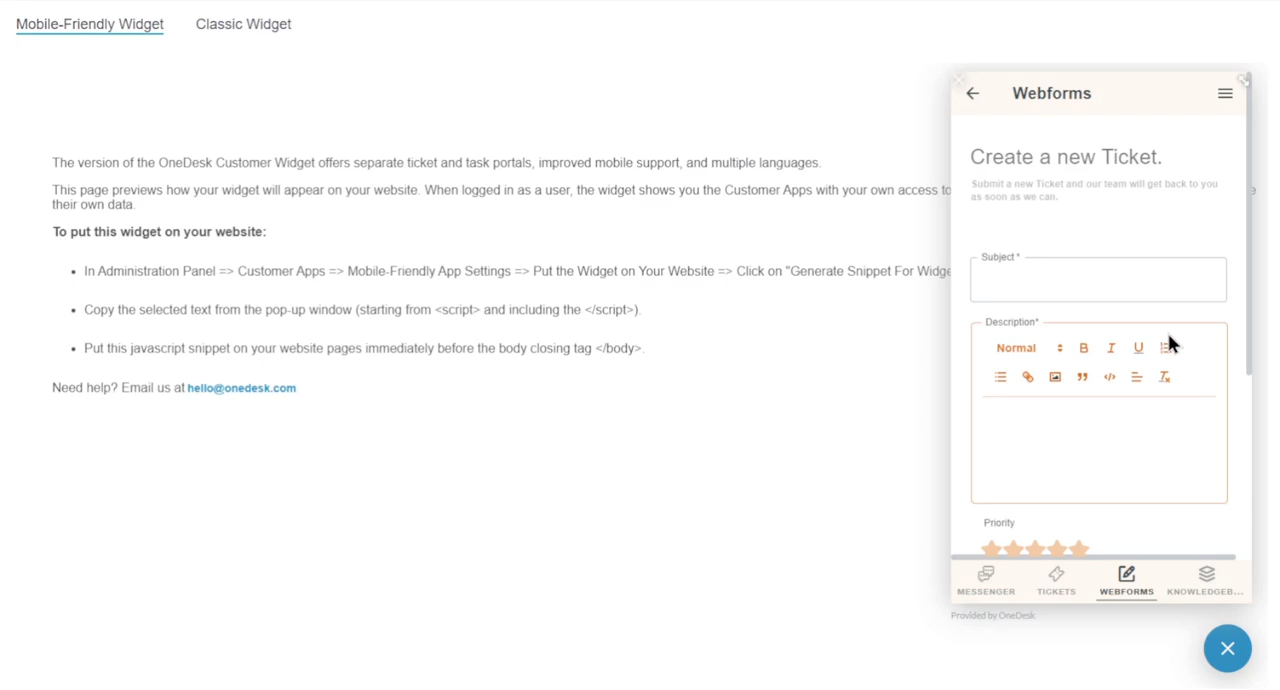 Mobile-Friendly Widget
Classic Widget
The version of the OneDesk Customer Widget offers separate ticket and task portals, improved mobile support, and multiple languages.
This page previews how your widget will appear on your website. When logged in as a user, the widget shows you the Customer Apps with your own access
their own data.
To put this widget on your website:
• In Administration Panel => Customer Apps => Mobile-Friendly App Settings => Put the Widget on Your Website => Click on "Generate Snippet For
• Copy the selected text from the pop-up window (starting from <script> and including the </script>).
• Put this javascript snippet on your website pages immediately before the body closing tag </body>.
Need help? Email us at hello@onedesk.com
Webforms
Create a new Ticket.
Submit a new Ticket and our team will get back to you
as soon as we can.
Subject *
Description*
Normal
B I U
Priority
MESSENGER
TICKETS
WEBFORMS
KNOWLEDGEB...
Provided by OneDesk